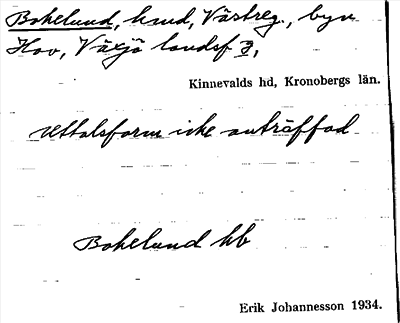 Bokelund, hmd, Västreg., byn
Hov, Växjö landsf 3,
Kinnevalds hd, Kronobergs län.
uttalsform icke anträffad
Bokelund hb
Erik Johannesson 1934.